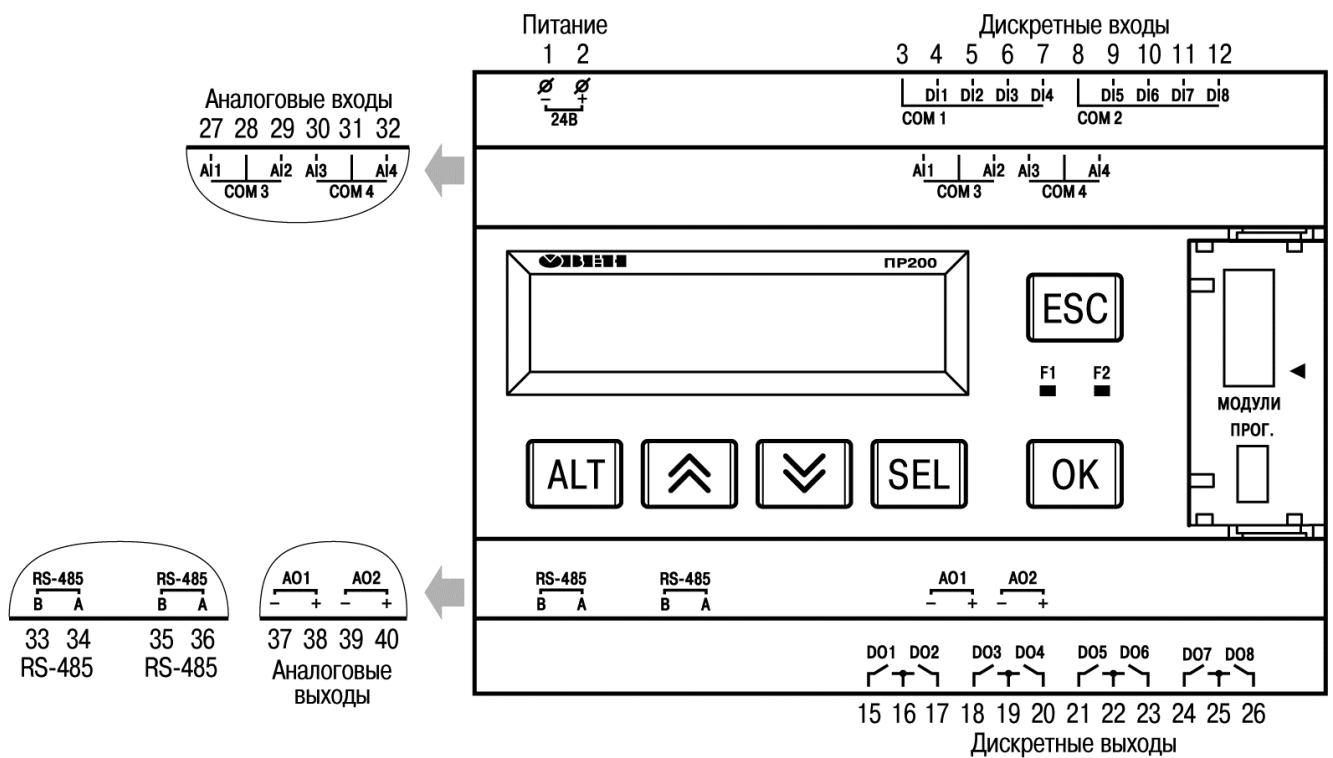 Питание
1 2
Дискретные входы
3 4 5 6 7 8 9 10 11 12
– +
24В
DI1 DI2 DI3 DI4 DI5 DI6 DI7 DI8
COM 1 COM 2
Аналоговые входы
27 28 29 30 31 32
AI1 AI2 AI3 AI4
COM 3 COM 4
AI1 AI2 AI3 AI4
COM 3 COM 4
ОВЕН ПР200
ESC
F1 F2
МОДУЛИ
ПРОГ.
ALT SEL OK
RS-485 RS-485
B A B A
33 34 35 36
RS-485 RS-485
AO1 AO2
– + – +
37 38 39 40
Аналоговые
выходы
RS-485 RS-485
B A B A
AO1 AO2
– + – +
DO1 DO2 DO3 DO4 DO5 DO6 DO7 DO8
15 16 17 18 19 20 21 22 23 24 25 26
Дискретные выходы